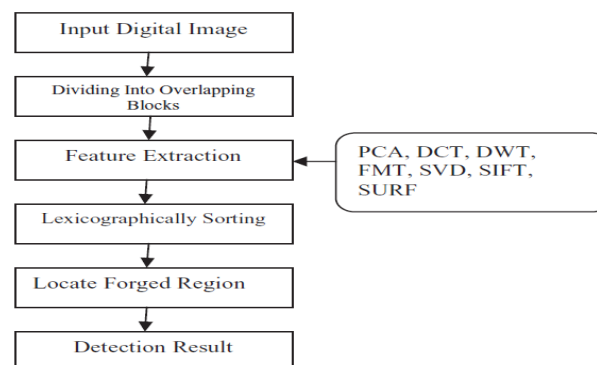 Input Digital Image
Dividing Into Overlapping
Blocks
Feature Extraction
PCA, DCT, DWT,
FMT, SVD, SIFT,
SURF
Lexicographically Sorting
Locate Forged Region
Detection Result